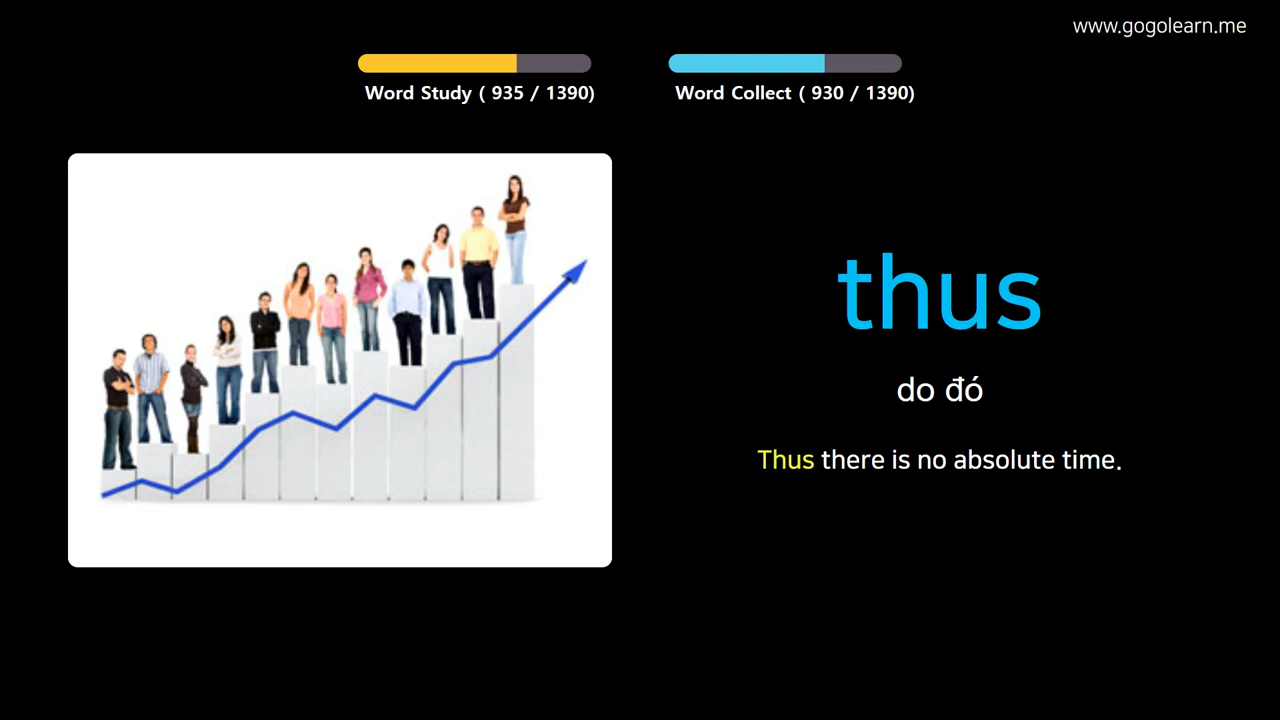 www.gogolearn.me
Word Study ( 935 / 1390)
Word Collect ( 930 / 1390)
thus
do đó
Thus there is no absolute time.